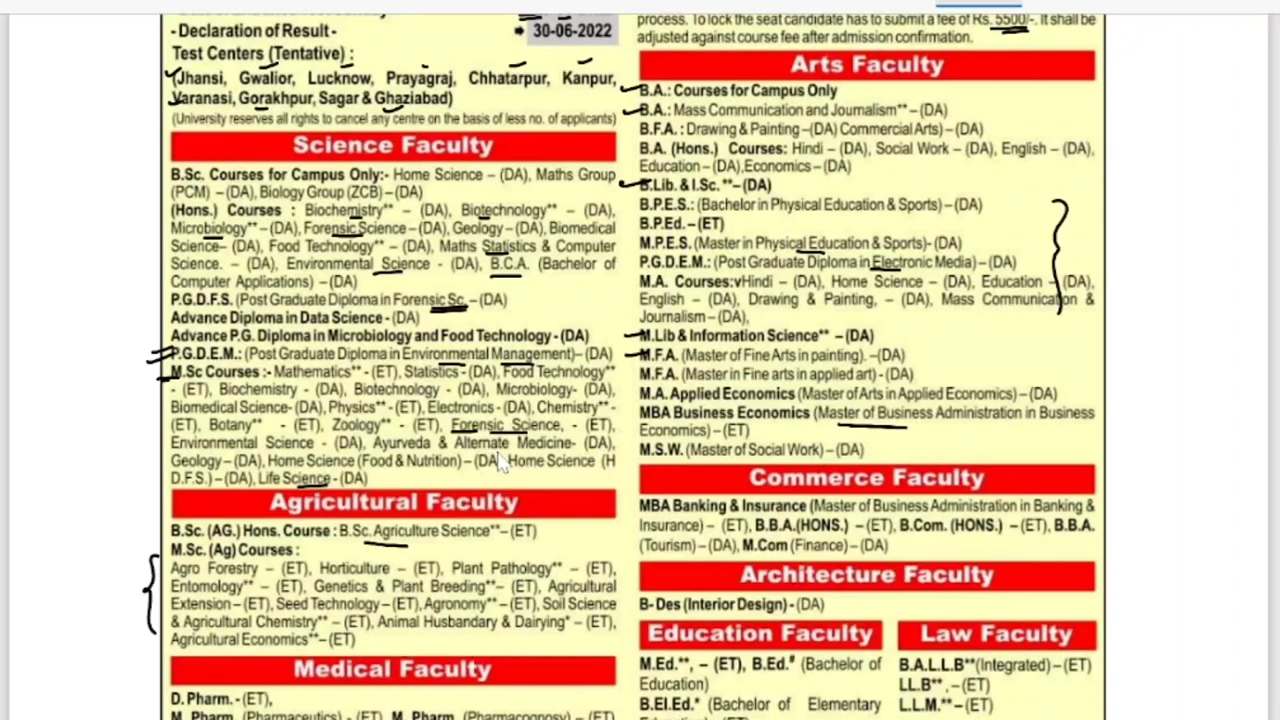 - Declaration of Result - ➡ 30-06-2022
Test Centers (Tentative) :
(Jhansi, Gwalior, Lucknow, Prayagraj, Chhatarpur, Kanpur,
Varanasi, Gorakhpur, Sagar & Ghaziabad)
(University reserves all rights to cancel any centre on the basis of less no. of applicants)
Science Faculty
B.Sc. Courses for Campus Only:- Home Science – (DA), Maths Group
(PCM) – (DA), Biology Group (ZCB) – (DA)
(Hons.) Courses : Biochemistry** – (DA), Biotechnology** – (DA),
Microbiology** – (DA), Forensic Science – (DA), Geology – (DA), Biomedical
Science– (DA), Food Technology** – (DA), Maths Statistics & Computer
Science. – (DA), Environmental Science - (DA), B.C.A. (Bachelor of
Computer Applications) – (DA)
P.G.D.F.S. (Post Graduate Diploma in Forensic Sc. – (DA)
Advance Diploma in Data Science - (DA)
Advance P.G. Diploma in Microbiology and Food Technology - (DA)
P.G.D.E.M.: (Post Graduate Diploma in Environmental Management)– (DA)
M.Sc Courses :- Mathematics** - (ET), Statistics - (DA), Food Technology**
- (ET), Biochemistry - (DA), Biotechnology - (DA), Microbiology- (DA),
Biomedical Science- (DA), Physics** - (ET), Electronics - (DA), Chemistry** -
(ET), Botany** - (ET), Zoology** - (ET), Forensic Science, - (ET),
Environmental Science - (DA), Ayurveda & Alternate Medicine- (DA),
Geology – (DA), Home Science (Food & Nutrition) – (DA, Home Science (H
D.F.S.) – (DA), Life Science - (DA)
Agricultural Faculty
B.Sc. (AG.) Hons. Course : B.Sc. Agriculture Science** – (ET)
M.Sc. (Ag) Courses :
Agro Forestry – (ET), Horticulture – (ET), Plant Pathology** – (ET),
Entomology** – (ET), Genetics & Plant Breeding** – (ET), Agricultural
Extension – (ET), Seed Technology – (ET), Agronomy** – (ET), Soil Science
& Agricultural Chemistry** – (ET), Animal Husbandary & Dairying* – (ET),
Agricultural Economics** – (ET)
Medical Faculty
D. Pharm. - (ET),
M. Pharm. (Pharmaceutics) - (ET), M. Pharm. (Pharmacognosy) – (ET)
process. To lock the seat candidate has to submit a fee of Rs. 5500/-. It shall be
adjusted against course fee after admission confirmation.
Arts Faculty
B.A.: Courses for Campus Only
B.A.: Mass Communication and Journalism** – (DA)
B.F.A. : Drawing & Painting –(DA) Commercial Arts) – (DA)
B.A. (Hons.) Courses: Hindi – (DA), Social Work – (DA), English – (DA),
Education – (DA),Economics – (DA)
B.Lib. & I.Sc. **– (DA)
B.P.E.S.: (Bachelor in Physical Education & Sports) – (DA)
B.P.Ed. – (ET)
M.P.E.S. (Master in Physical Education & Sports)- (DA)
P.G.D.E.M.: (Post Graduate Diploma in Electronic Media) – (DA)
M.A. Courses:vHindi – (DA), Home Science – (DA), Education – (DA),
English – (DA), Drawing & Painting, – (DA), Mass Communication &
Journalism – (DA),
M.Lib & Information Science** – (DA)
M.F.A. (Master of Fine Arts in painting). – (DA)
M.F.A. (Master in Fine arts in applied art) - (DA)
M.A. Applied Economics (Master of Arts in Applied Economics) – (DA)
MBA Business Economics (Master of Business Administration in Business
Economics) – (ET)
M.S.W. (Master of Social Work) – (DA)
Commerce Faculty
MBA Banking & Insurance (Master of Business Administration in Banking &
Insurance) – (ET), B.B.A.(HONS.) – (ET), B.Com. (HONS.) – (ET), B.B.A.
(Tourism) – (DA), M.Com (Finance) – (DA)
Architecture Faculty
B- Des (Interior Design) - (DA)
Education Faculty
M.Ed.**, – (ET), B.Ed.# (Bachelor of
Education)
B.El.Ed.* (Bachelor of Elementary
Law Faculty
B.A.L.L.B**(Integrated) – (ET)
LL.B** , – (ET)
L.L.M.** – (ET)